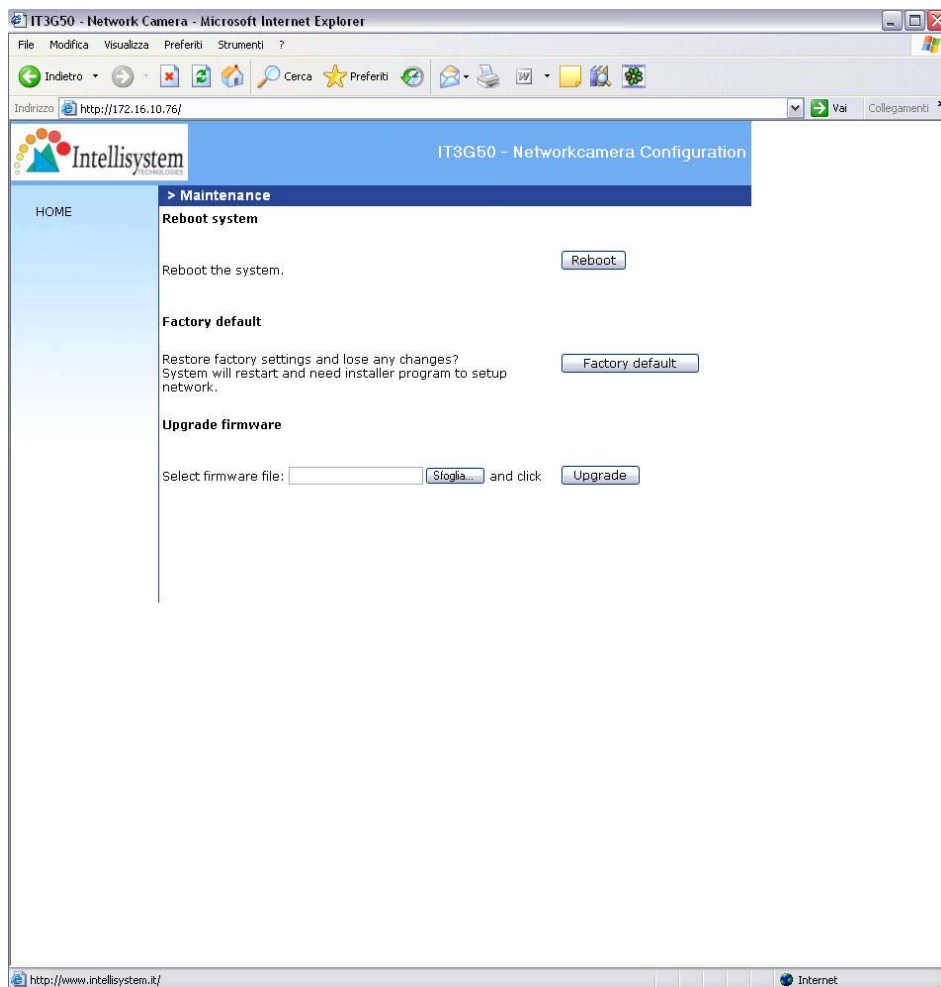 IT3G50 - Network Camera - Microsoft Internet Explorer
File Modifica Visualizza Preferiti Strumenti ?
Indietro Cerca Preferiti
Indirizzo http://172.16.10.76/ Vai Collegamenti »
Intellisystem
TECHNOLOGIES
IT3G50 - Networkcamera Configuration
HOME
> Maintenance
Reboot system
Reboot the system. Reboot
Factory default
Restore factory settings and lose any changes?
System will restart and need installer program to setup
network.
Factory default
Upgrade firmware
Select firmware file: Sfoglia... and click Upgrade
http://www.intellisystem.it/ Internet